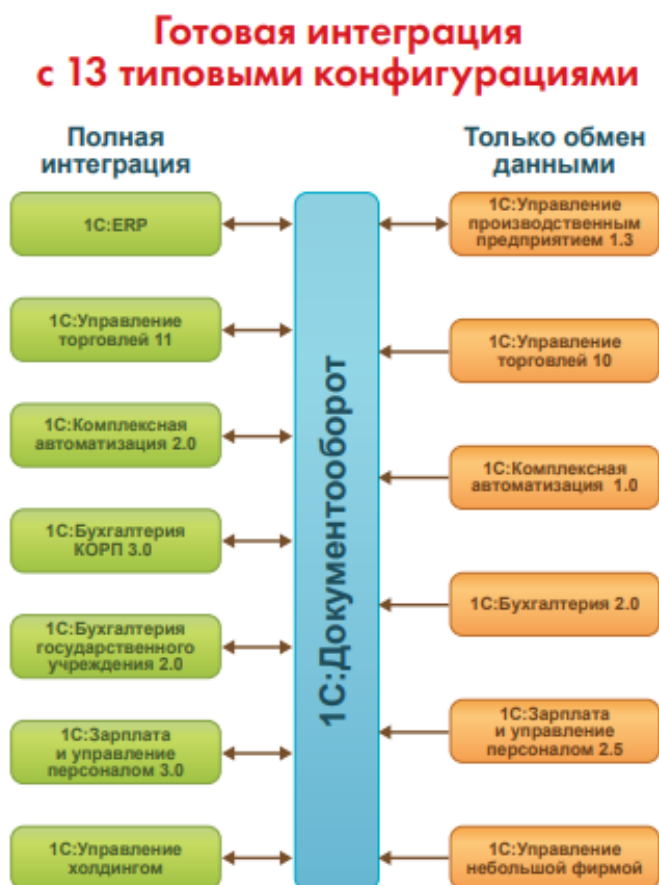 Готовая интеграция
с 13 типовыми конфигурациями
Полная
интеграция
1С:ERP
1С:Управление
торговлей 11
1С:Комплексная
автоматизация 2.0
1С:Бухгалтерия
КОРП 3.0
1С:Бухгалтерия
государственного
учреждения 2.0
1С:Зарплата
и управление
персоналом 3.0
1С:Управление
холдингом
1С:Документооборот
Только обмен
данными
1С:Управление
производственным
предприятием 1.3
1С:Управление
торговлей 10
1С:Комплексная
автоматизация 1.0
1С:Бухгалтерия 2.0
1С:Зарплата
и управление
персоналом 2.5
1С:Управление
небольшой фирмой